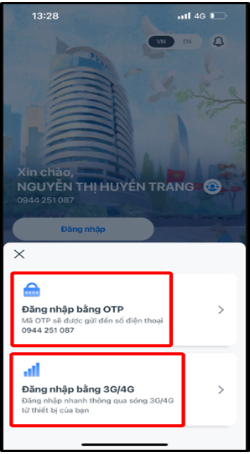 13:28
4G
VN EN
Xin chào,
NGUYỄN THỊ HUYỀN TRANG
0944 251 087
Đăng nhập
Đăng nhập bằng OTP
Mã OTP sẽ được gửi đến số điện thoại
0944 251 087
Đăng nhập bằng 3G/4G
Đăng nhập nhanh thông qua sóng 3G/4G
từ thiết bị của bạn